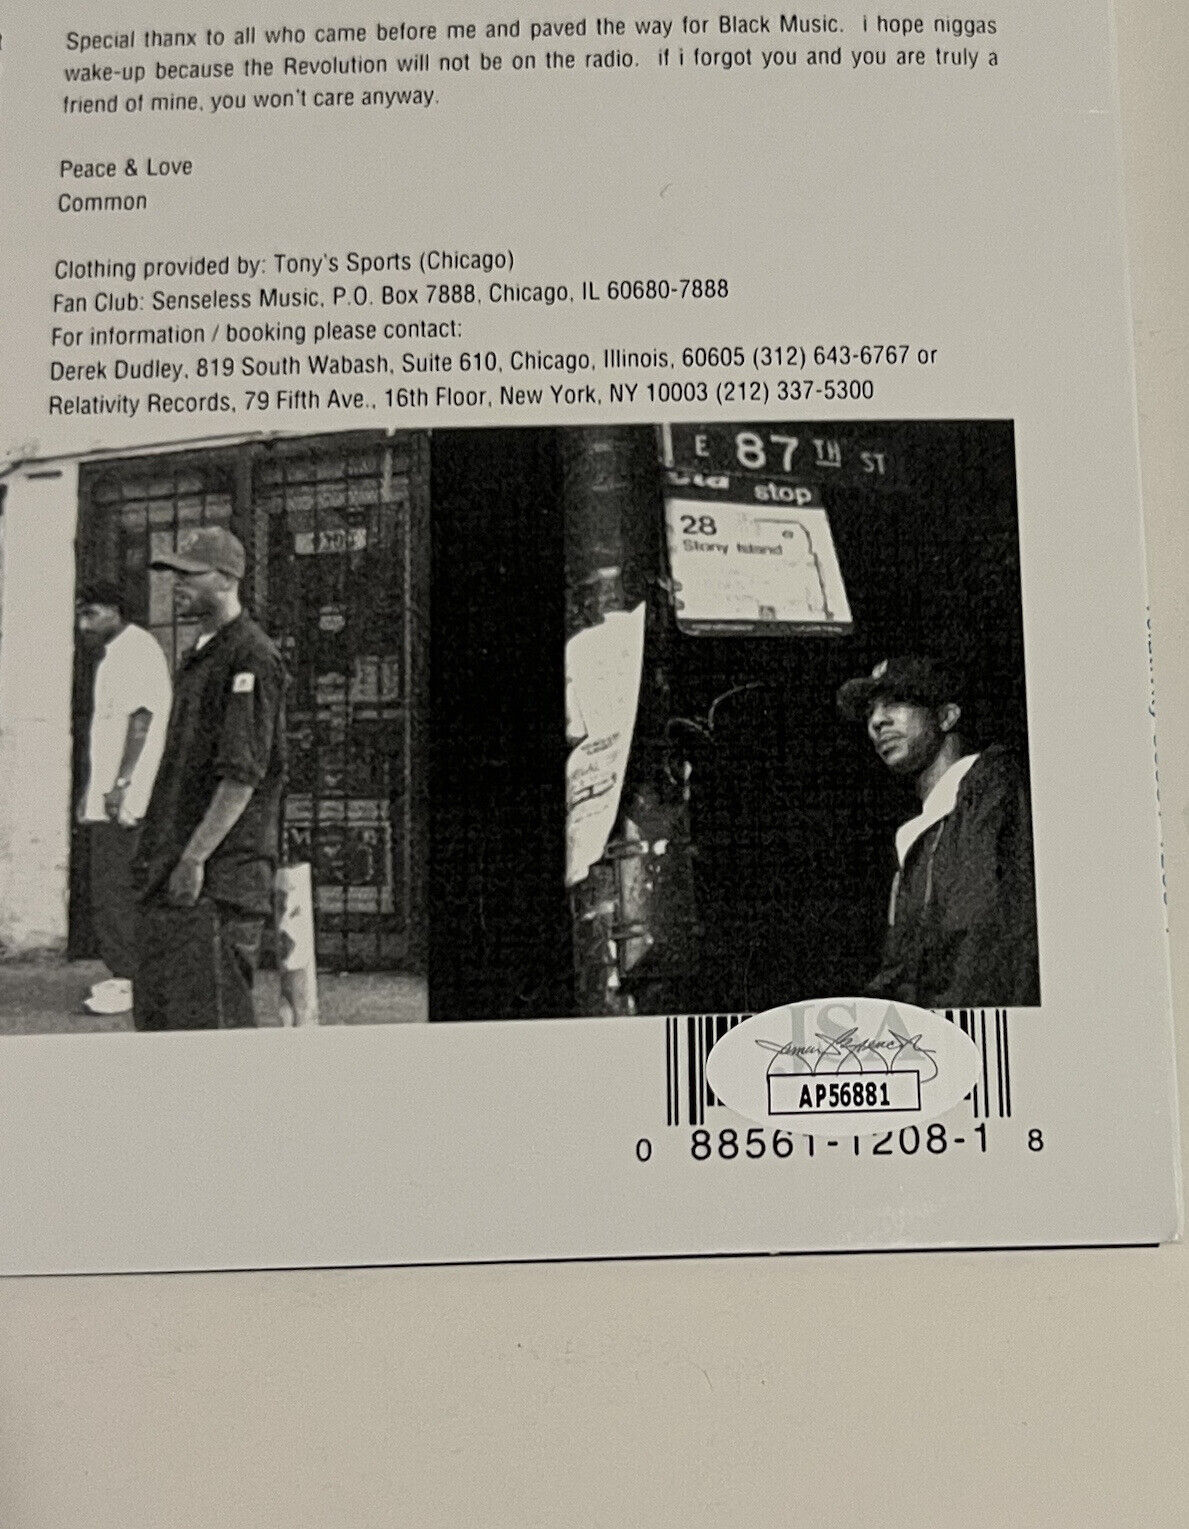 Special thanx to all who came before me and paved the way for Black Music. i hope niggas
wake-up because the Revolution will not be on the radio. if i forgot you and you are truly a
friend of mine, you won't care anyway.
Peace & Love
Common
Clothing provided by: Tony's Sports (Chicago)
Fan Club: Senseless Music, P.O. Box 7888, Chicago, IL 60680-7888
For information / booking please contact:
Derek Dudley, 819 South Wabash, Suite 610, Chicago, Illinois, 60605 (312) 643-6767 or
Relativity Records, 79 Fifth Ave., 16th Floor, New York, NY 10003 (212) 337-5300
E 87TH ST
stop
28
Stony Island
JSA
AP56881
0 88561-1208-1 8